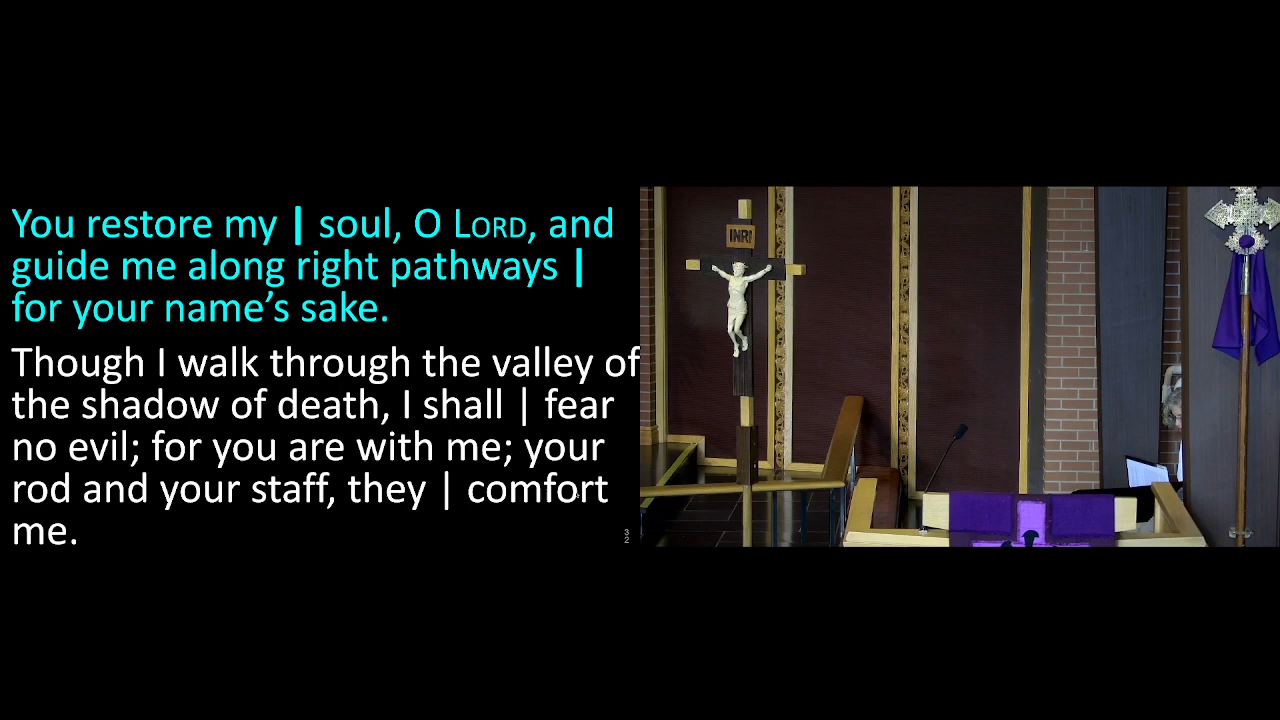 You restore my | soul, O LORD, and
guide me along right pathways |
for your name’s sake.
Though I walk through the valley of
the shadow of death, I shall | fear
no evil; for you are with me; your
rod and your staff, they | comfort
me.
32
INRI